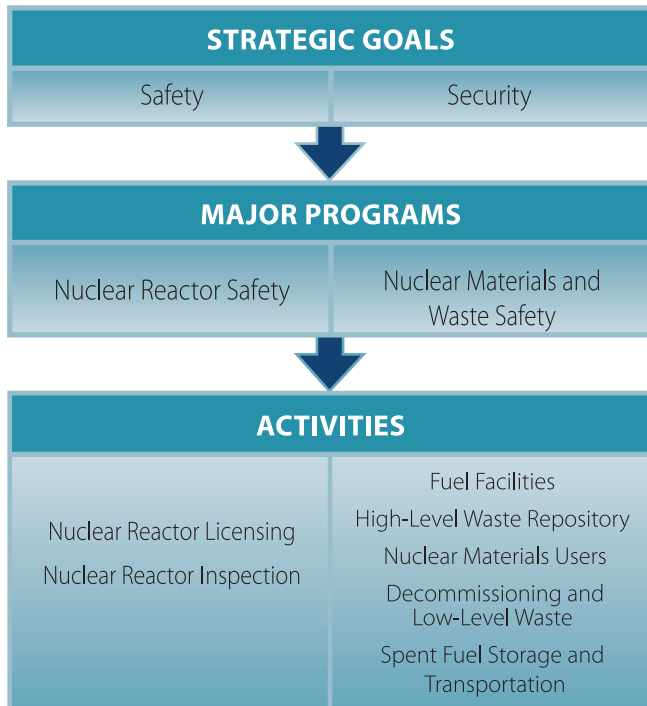 STRATEGIC GOALS
Safety
Security
MAJOR PROGRAMS
Nuclear Reactor Safety
Nuclear Materials and
Waste Safety
ACTIVITIES
Nuclear Reactor Licensing
Nuclear Reactor Inspection
Fuel Facilities
High-Level Waste Repository
Nuclear Materials Users
Decommissioning and
Low-Level Waste
Spent Fuel Storage and
Transportation